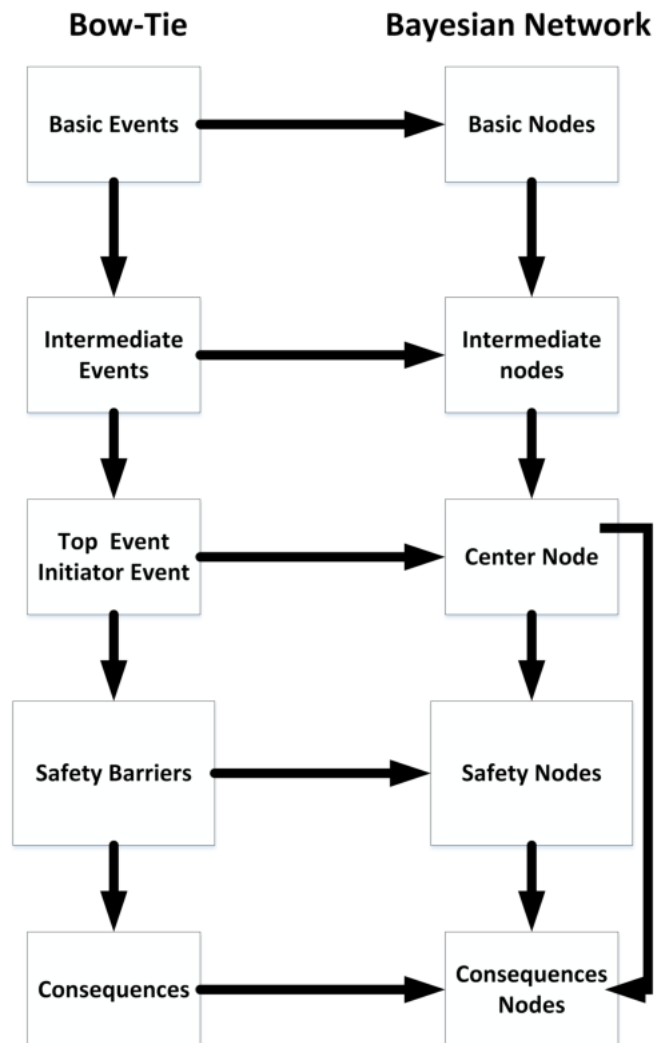 Bow-Tie
Bayesian Network
Basic Events
Basic Nodes
Intermediate
Events
Intermediate
nodes
Top Event
Initiator Event
Center Node
Safety Barriers
Safety Nodes
Consequences
Consequences
Nodes